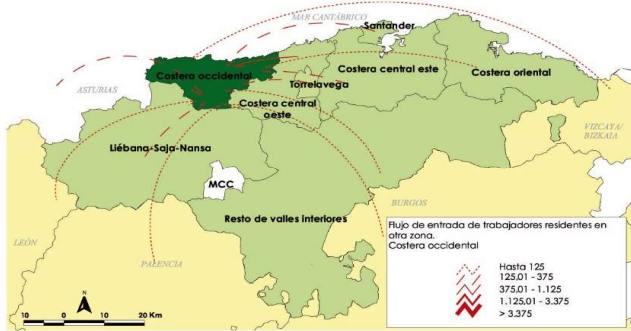 MAR CANTÁBRICO
Santander
Costera occidental
Costera central este
Costera oriental
ASTURIAS
Torrelavega
Costera central
oeste
VIZCAYA/
BIZKAIA
Liébana-Saja-Nansa
MCC
BURGOS
Resto de valles interiores
LEÓN
PALENCIA
Flujo de entrada de trabajadores residentes en
otra zona.
Costera occidental
Hasta 125
125,01 - 375
375,01 - 1.125
1.125,01 - 3.375
> 3.375
N
10 0 10 20 Km